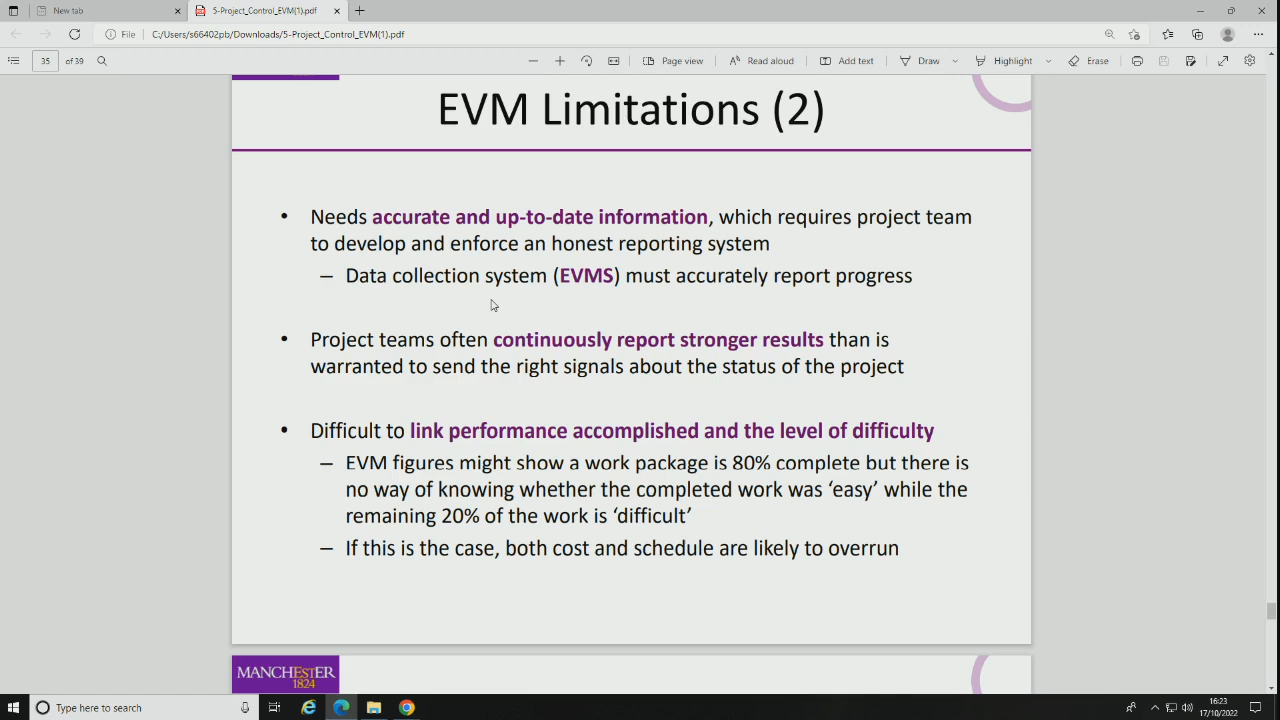 New tab
5-Project_Control_EVM(1).pdf
File
C:/Users/s66402pb/Downloads/5-Project_Control_EVM(1).pdf
35 of 39
Page view
Read aloud
Add text
Draw
Highlight
Erase
EVM Limitations (2)
• Needs accurate and up-to-date information, which requires project team
to develop and enforce an honest reporting system
– Data collection system (EVMS) must accurately report progress
• Project teams often continuously report stronger results than is
warranted to send the right signals about the status of the project
• Difficult to link performance accomplished and the level of difficulty
– EVM figures might show a work package is 80% complete but there is
no way of knowing whether the completed work was ‘easy’ while the
remaining 20% of the work is ‘difficult’
– If this is the case, both cost and schedule are likely to overrun
MANCHESTER
1824
Type here to search
16:23
17/10/2022